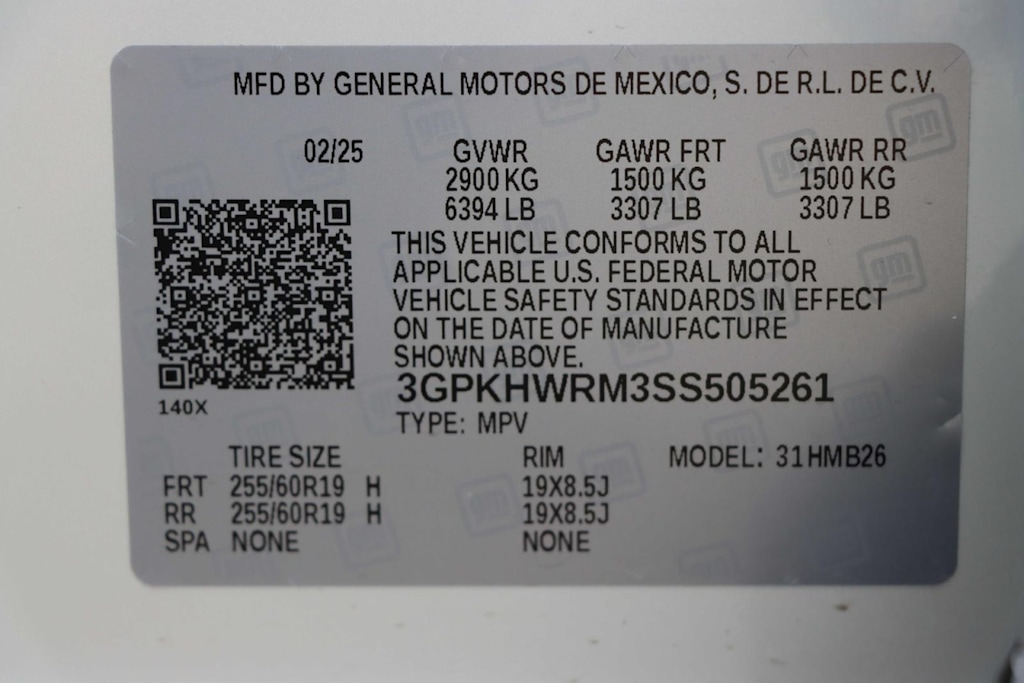 MFD BY GENERAL MOTORS DE MEXICO, S. DE R.L. DE C.V.
02/25 GVWR GAWR FRT GAWR RR
2900 KG 1500 KG 1500 KG
6394 LB 3307 LB 3307 LB
THIS VEHICLE CONFORMS TO ALL
APPLICABLE U.S. FEDERAL MOTOR
VEHICLE SAFETY STANDARDS IN EFFECT
ON THE DATE OF MANUFACTURE
SHOWN ABOVE.
3GPKHWRM3SS505261
140X
TYPE: MPV
TIRE SIZE RIM MODEL: 31HMB26
FRT 255/60R19 H 19X8.5J
RR 255/60R19 H 19X8.5J
SPA NONE NONE
gm
gm